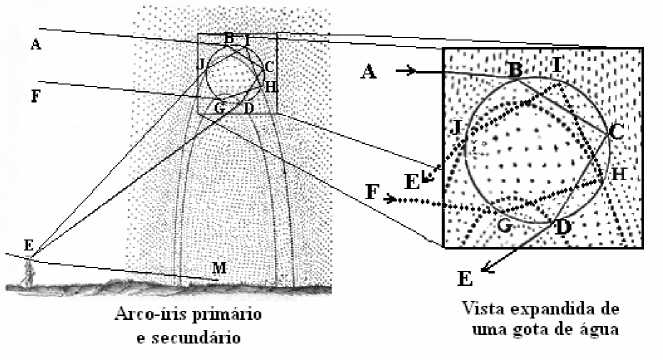 A
B I
J
C
H
F
G D
E
M
Arco-íris primário
e secundário
A
B
I
J
C
E
F
H
G
D
E
Vista expandida de
uma gota de água